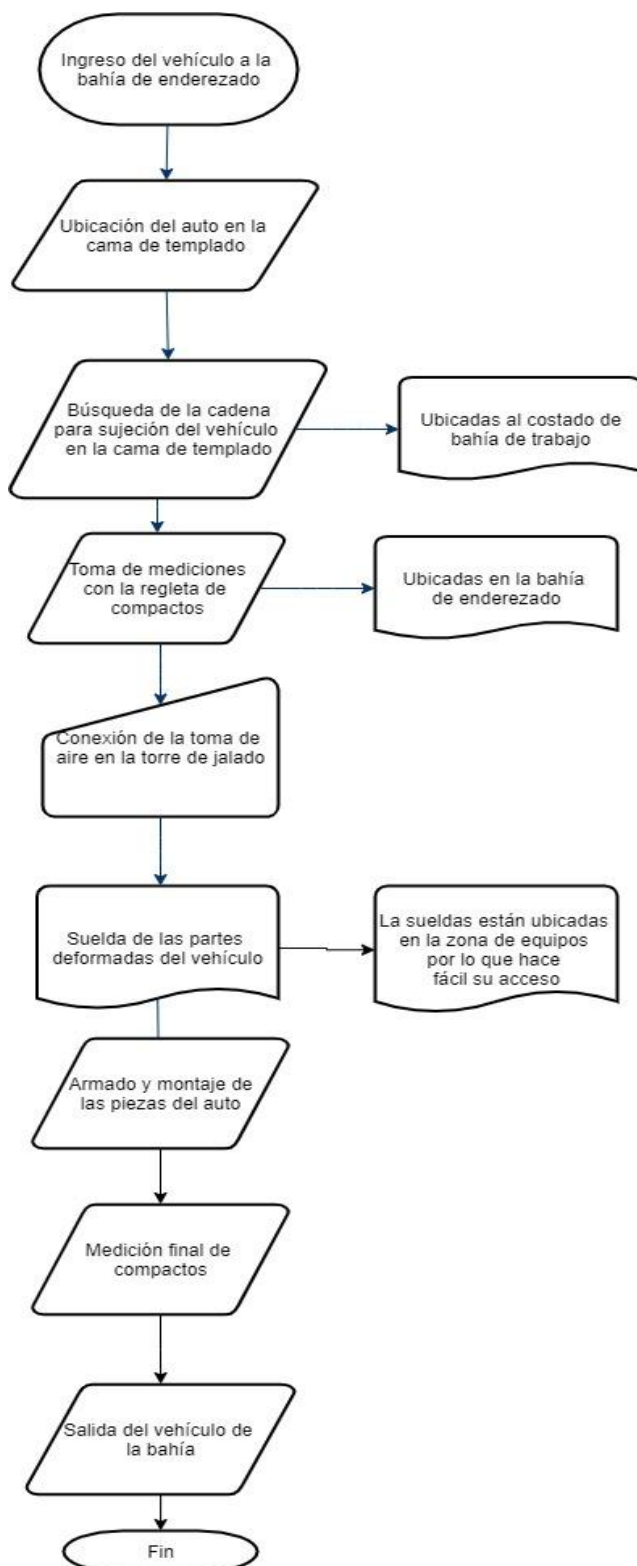 Ingreso del vehículo a la
bahía de enderezado
Ubicación del auto en la
cama de templado
Búsqueda de la cadena
para sujeción del vehículo
en la cama de templado
Ubicadas al costado de
bahía de trabajo
Toma de mediciones
con la regleta de
compactos
Ubicadas en la bahía
de enderezado
Conexión de la toma de
aire en la torre de jalado
Suelda de las partes
deformadas del vehículo
La sueldas están ubicadas
en la zona de equipos
por lo que hace
fácil su acceso
Armado y montaje de
las piezas del auto
Medición final de
compactos
Salida del vehículo de
la bahía
Fin